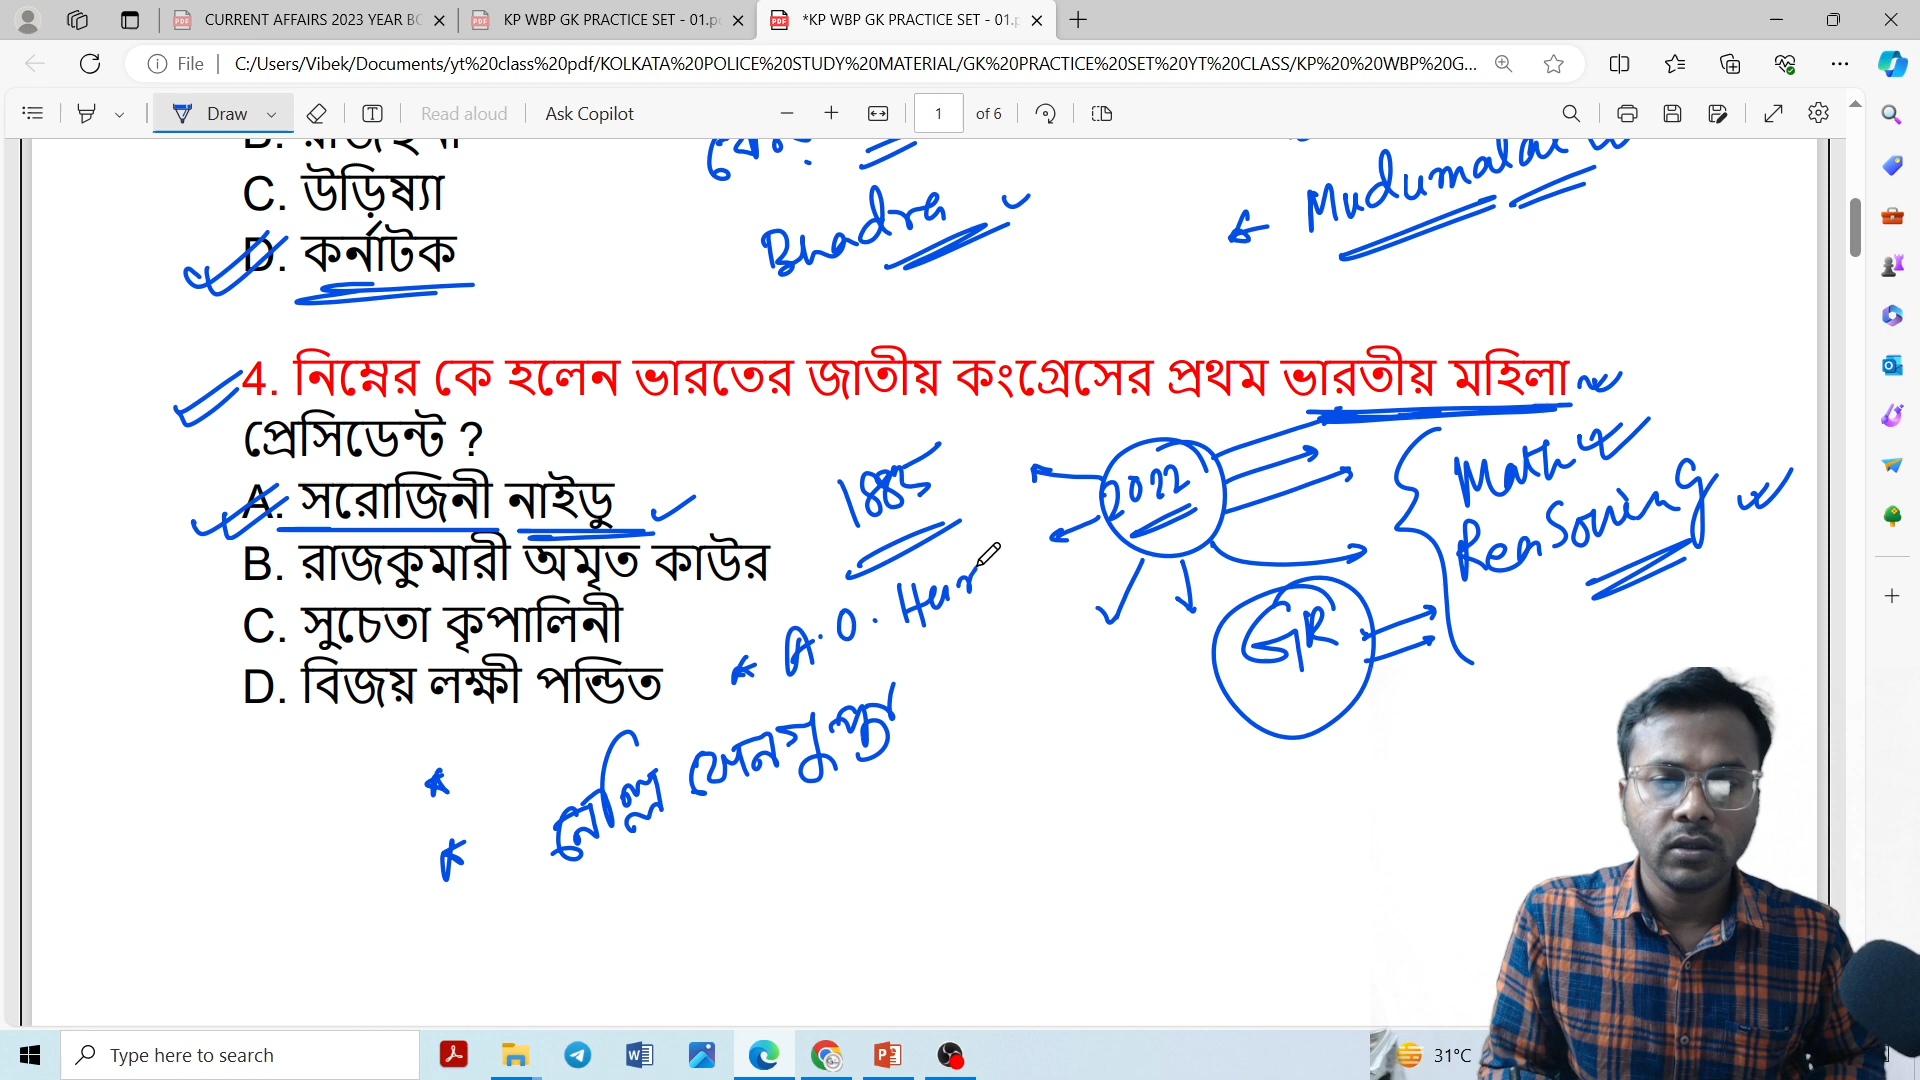 CURRENT AFFAIRS 2023 YEAR BO
KP WBP GK PRACTICE SET - 01.p
*KP WBP GK PRACTICE SET - 01.p
File
C:/Users/Vibek/Documents/yt%20class%20pdf/KOLKATA%20POLICE%20STUDY%20MATERIAL/GK%20PRACTICE%20SET%20YT%20CLASS/KP%20%20WBP%20G...
Draw
Read aloud
Ask Copilot
1 of 6
C. উড়িষ্যা
D. কর্নাটক
Bhadra
Mudumalai
4. নিম্নের কে হলেন ভারতের জাতীয় কংগ্রেসের প্রথম ভারতীয় মহিলা
প্রেসিডেন্ট ?
A. সরোজিনী নাইডু
B. রাজকুমারী অমৃত কাউর
C. সুচেতা কৃপালিনী
D. বিজয় লক্ষী পন্ডিত
1885
2022
Math
Reasoning
A.O. Hum
নেল্লি সেনগুপ্তা
Type here to search
31°C